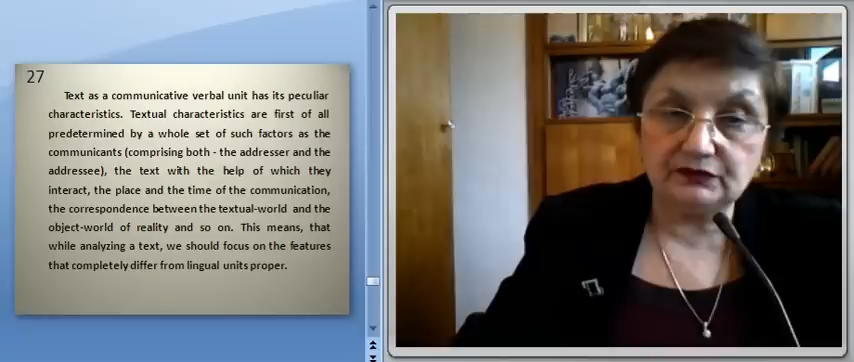 27
Text as a communicative verbal unit has its peculiar
characteristics. Textual characteristics are first of all
predetermined by a whole set of such factors as the
communicants (comprising both - the addresser and the
addressee), the text with the help of which they
interact, the place and the time of the communication,
the correspondence between the textual-world and the
object-world of reality and so on. This means, that
while analyzing a text, we should focus on the features
that completely differ from lingual units proper.